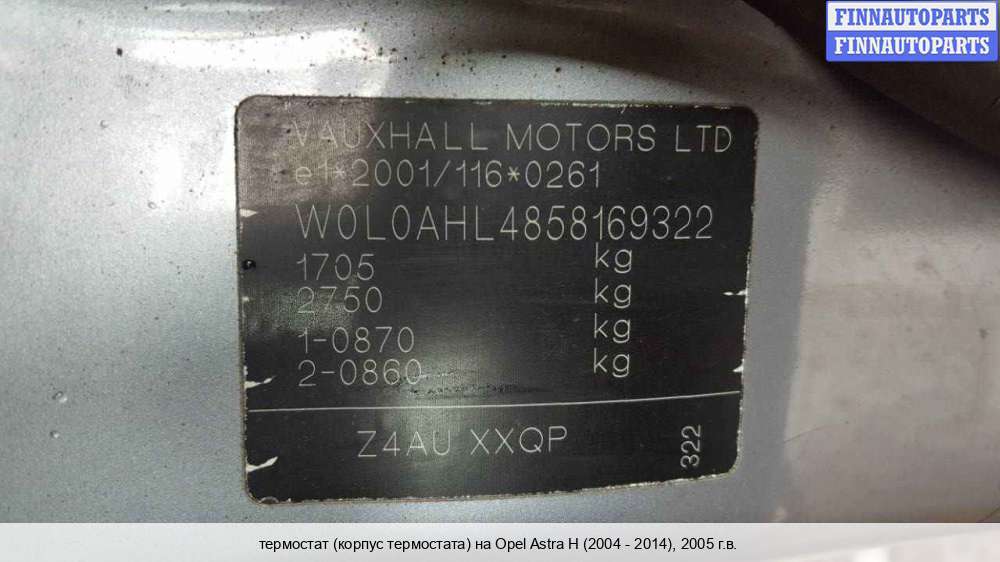 FINNAUTOPARTS
FINNAUTOPARTS
VAUXHALL MOTORS LTD
e1*2001/116*0261
W0L0AHL4858169322
1705 kg
2750 kg
1-0870 kg
2-0860 kg
Z4AU XXQP
322
термостат (корпус термостата) на Opel Astra H (2004 - 2014), 2005 г.в.